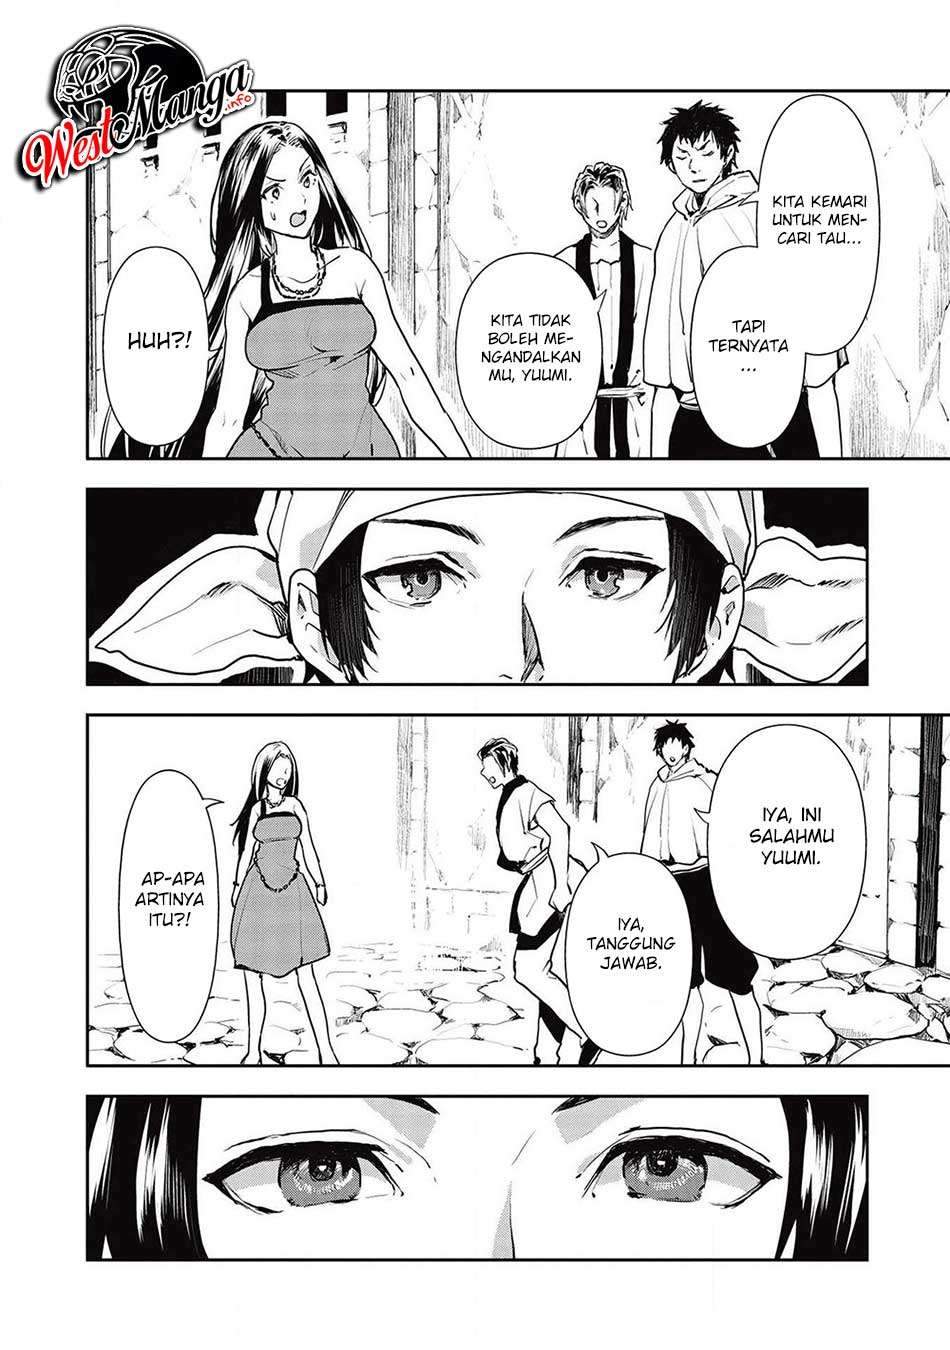 WestManga
.info
KITA KEMARI
UNTUK MEN-
CARI TAU...
TAPI
TERNYATA
...
KITA TIDAK
BOLEH ME-
NGANDALKAN
MU, YUUMI.
HUH?!
IYA, INI
SALAHMU
YUUMI.
IYA,
TANGGUNG
JAWAB.
AP-APA
ARTINYA
ITU?!